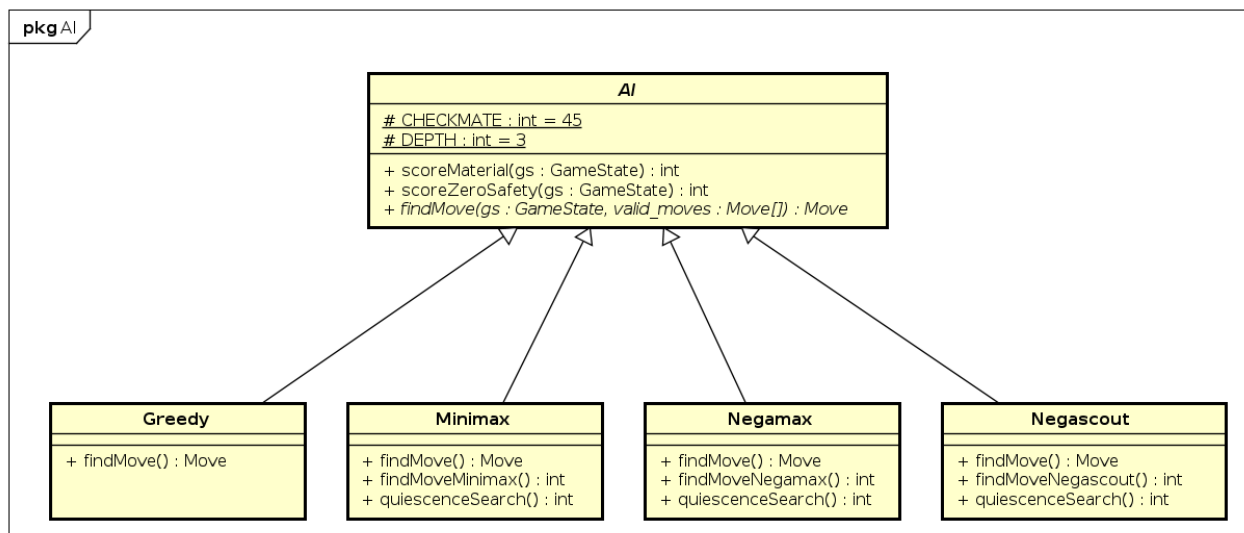 pkg AI
AI
# CHECKMATE : int = 45
# DEPTH : int = 3
+ scoreMaterial(gs : GameState) : int
+ scoreZeroSafety(gs : GameState) : int
+ findMove(gs : GameState, valid_moves : Move[]) : Move
Greedy
+ findMove() : Move
Minimax
+ findMove() : Move
+ findMoveMinimax() : int
+ quiescenceSearch() : int
Negamax
+ findMove() : Move
+ findMoveNegamax() : int
+ quiescenceSearch() : int
Negascout
+ findMove() : Move
+ findMoveNegascout() : int
+ quiescenceSearch() : int